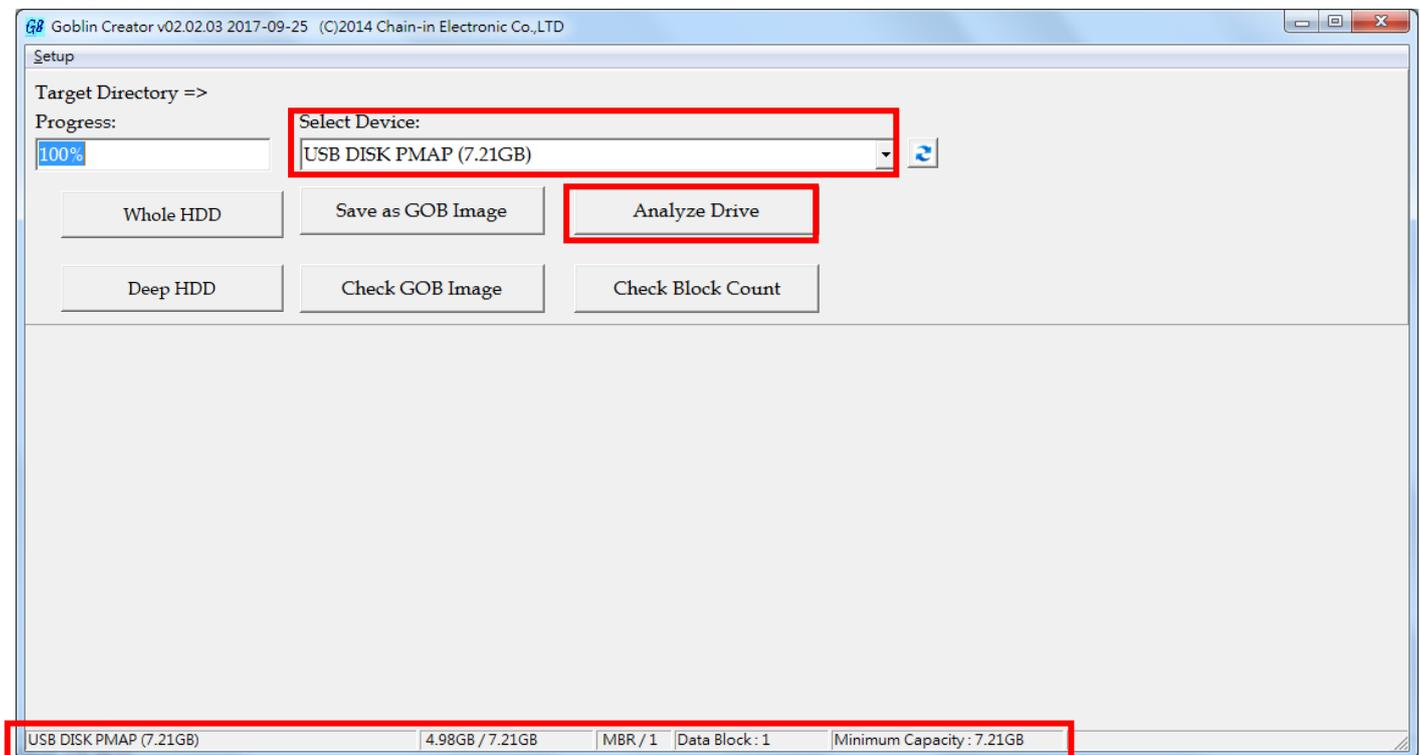 G8 Goblin Creator v02.02.03 2017-09-25 (C)2014 Chain-in Electronic Co.,LTD
Setup
Target Directory =>
Progress: Select Device:
100% USB DISK PMAP (7.21GB)
Whole HDD Save as GOB Image Analyze Drive
Deep HDD Check GOB Image Check Block Count
USB DISK PMAP (7.21GB) 4.98GB / 7.21GB MBR / 1 Data Block : 1 Minimum Capacity : 7.21GB